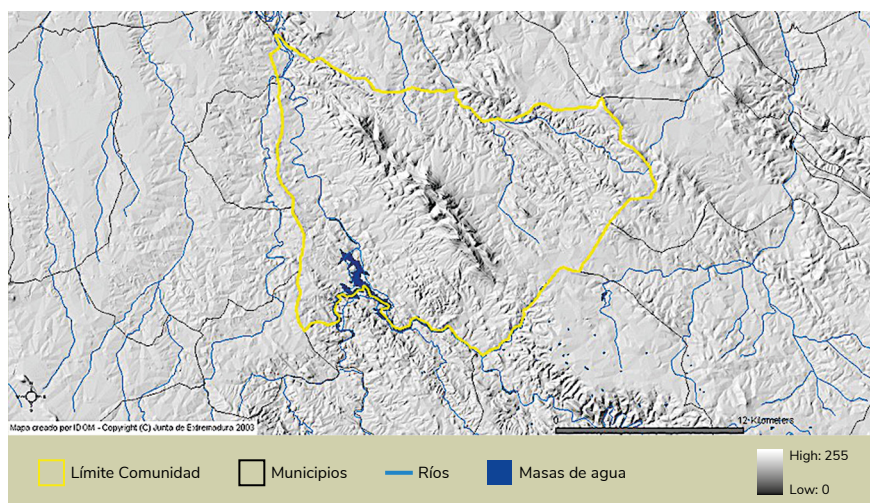 0
12 Kilometers
Mapa creado por IDOM - Copyright (C) Junta de Extremadura 2003
Límite Comunidad
Municipios
Ríos
Masas de agua
High: 255
Low: 0